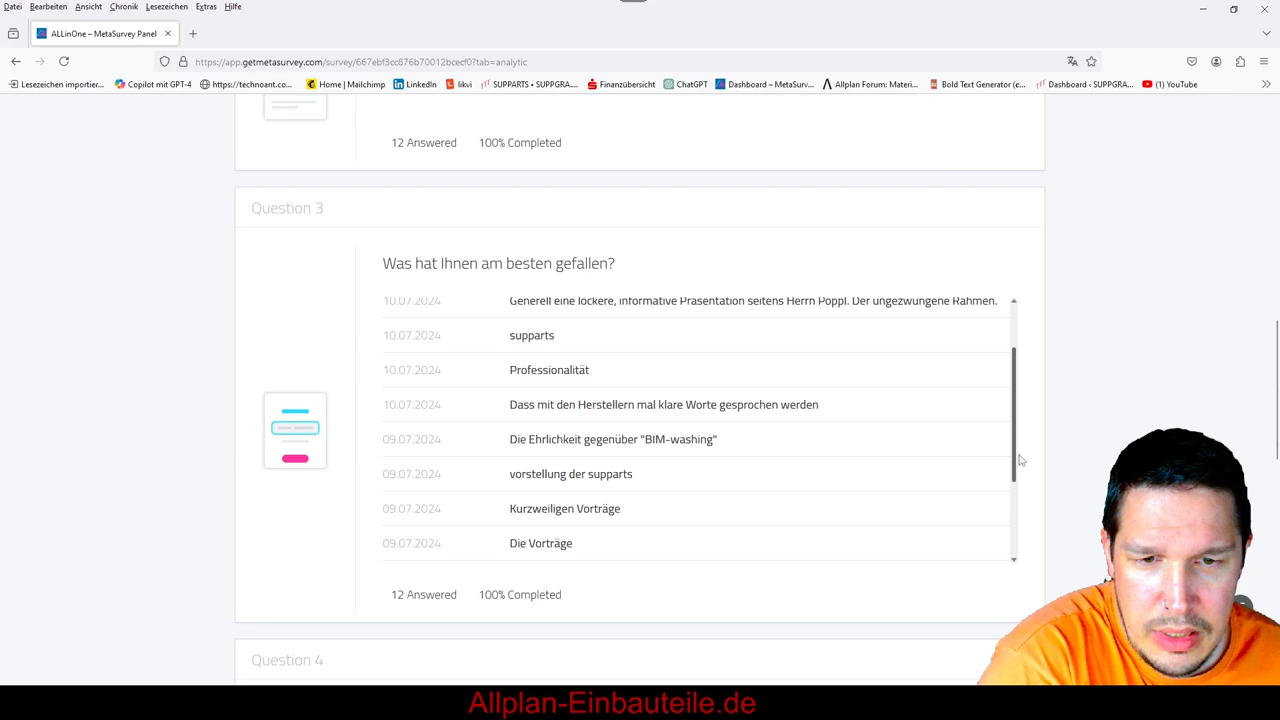 Datei Bearbeiten Ansicht Chronik Lesezeichen Extras Hilfe
ALLinOne – MetaSurvey Panel
https://app.getmetasurvey.com/survey/667ebf3cc876b70012bcecf0?tab=analytic
Lesezeichen importier... Copilot mit GPT-4 https://technoant.co... Home | Mailchimp LinkedIn likvi SUPPARTS • SUPPGRA... Finanzübersicht ChatGPT Dashboard – MetaSurv... Allplan Forum: Materi... Bold Text Generator (e... Dashboard ‹ SUPPGRA... (1) YouTube
12 Answered 100% Completed
Question 3
Was hat Ihnen am besten gefallen?
10.07.2024 Generell eine lockere, informative Präsentation seitens Herrn Poppl. Der ungezwungene Rahmen.
10.07.2024 supparts
10.07.2024 Professionalität
10.07.2024 Dass mit den Herstellern mal klare Worte gesprochen werden
09.07.2024 Die Ehrlichkeit gegenüber "BIM-washing"
09.07.2024 vorstellung der supparts
09.07.2024 Kurzweiligen Vorträge
09.07.2024 Die Vorträge
12 Answered 100% Completed
Question 4
Allplan-Einbauteile.de